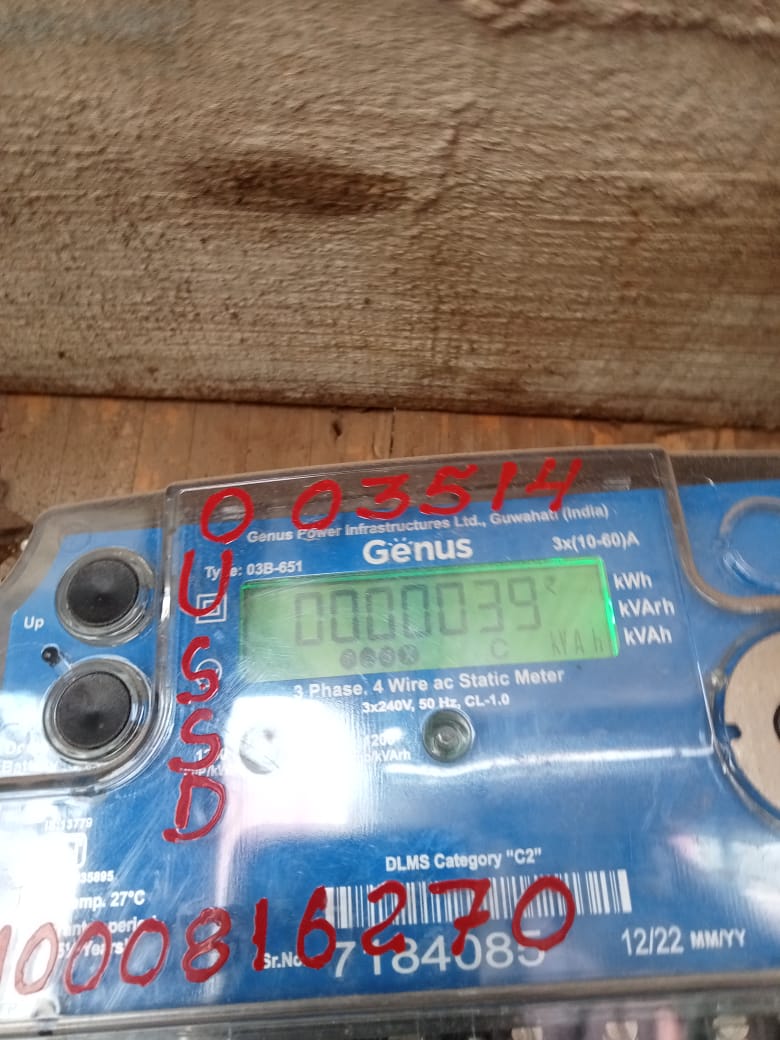 0 03514
Genus Power Infrastructures Ltd., Guwahati (India)
Genus
3x(10-60)A
Type: 03B-651
U
S
S
D
Up
0000039
C
kVAh
kWh
kVArh
kVAh
3 Phase, 4 Wire ac Static Meter
3x240V, 50 Hz, CL-1.0
DLMS Category "C2"
27°C
1000816270
Sr.No.
7184085
12/22 MM/YY